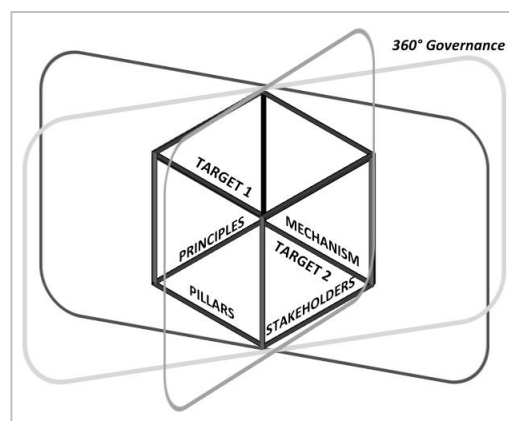 360° Governance
TARGET 1
PRINCIPLES
MECHANISM
TARGET 2
PILLARS
STAKEHOLDERS